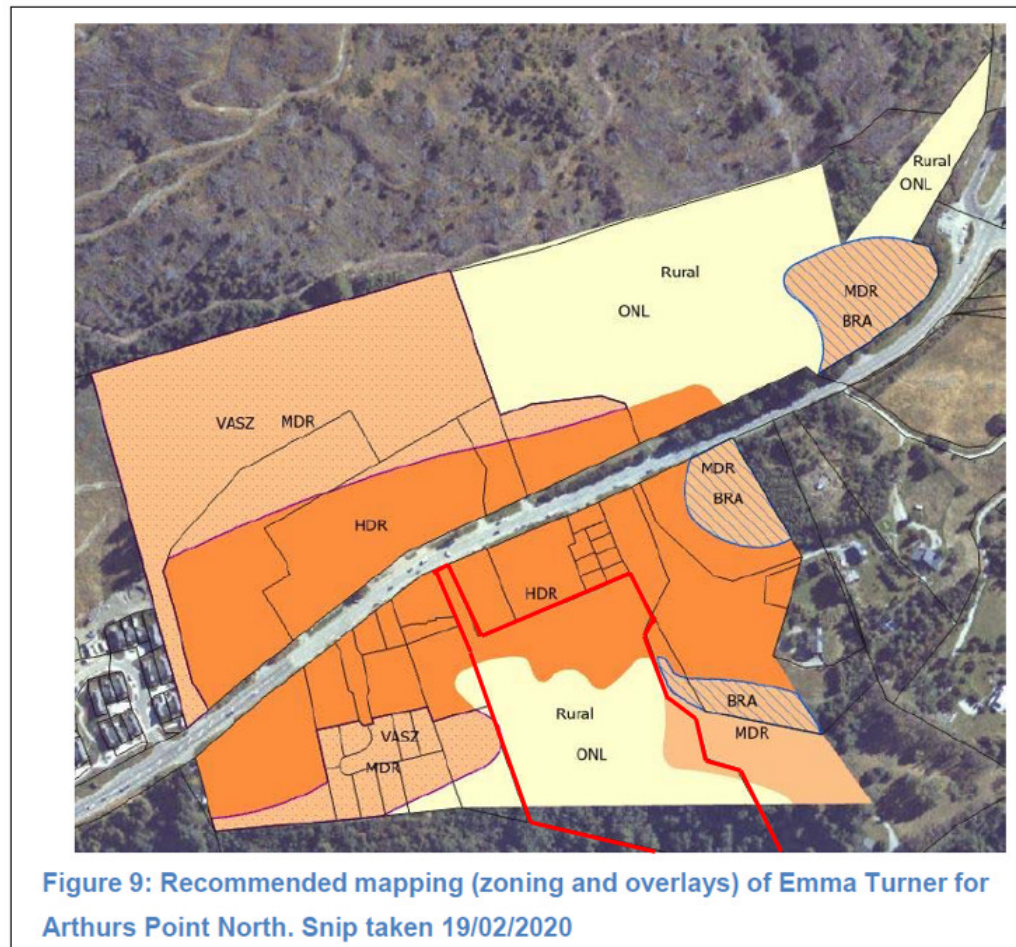 Rural
ONL
Rural
ONL
MDR
BRA
VASZ MDR
MDR
BRA
HDR
HDR
BRA
MDR
Rural
ONL
VASZ
MDR
Figure 9: Recommended mapping (zoning and overlays) of Emma Turner for
Arthurs Point North. Snip taken 19/02/2020